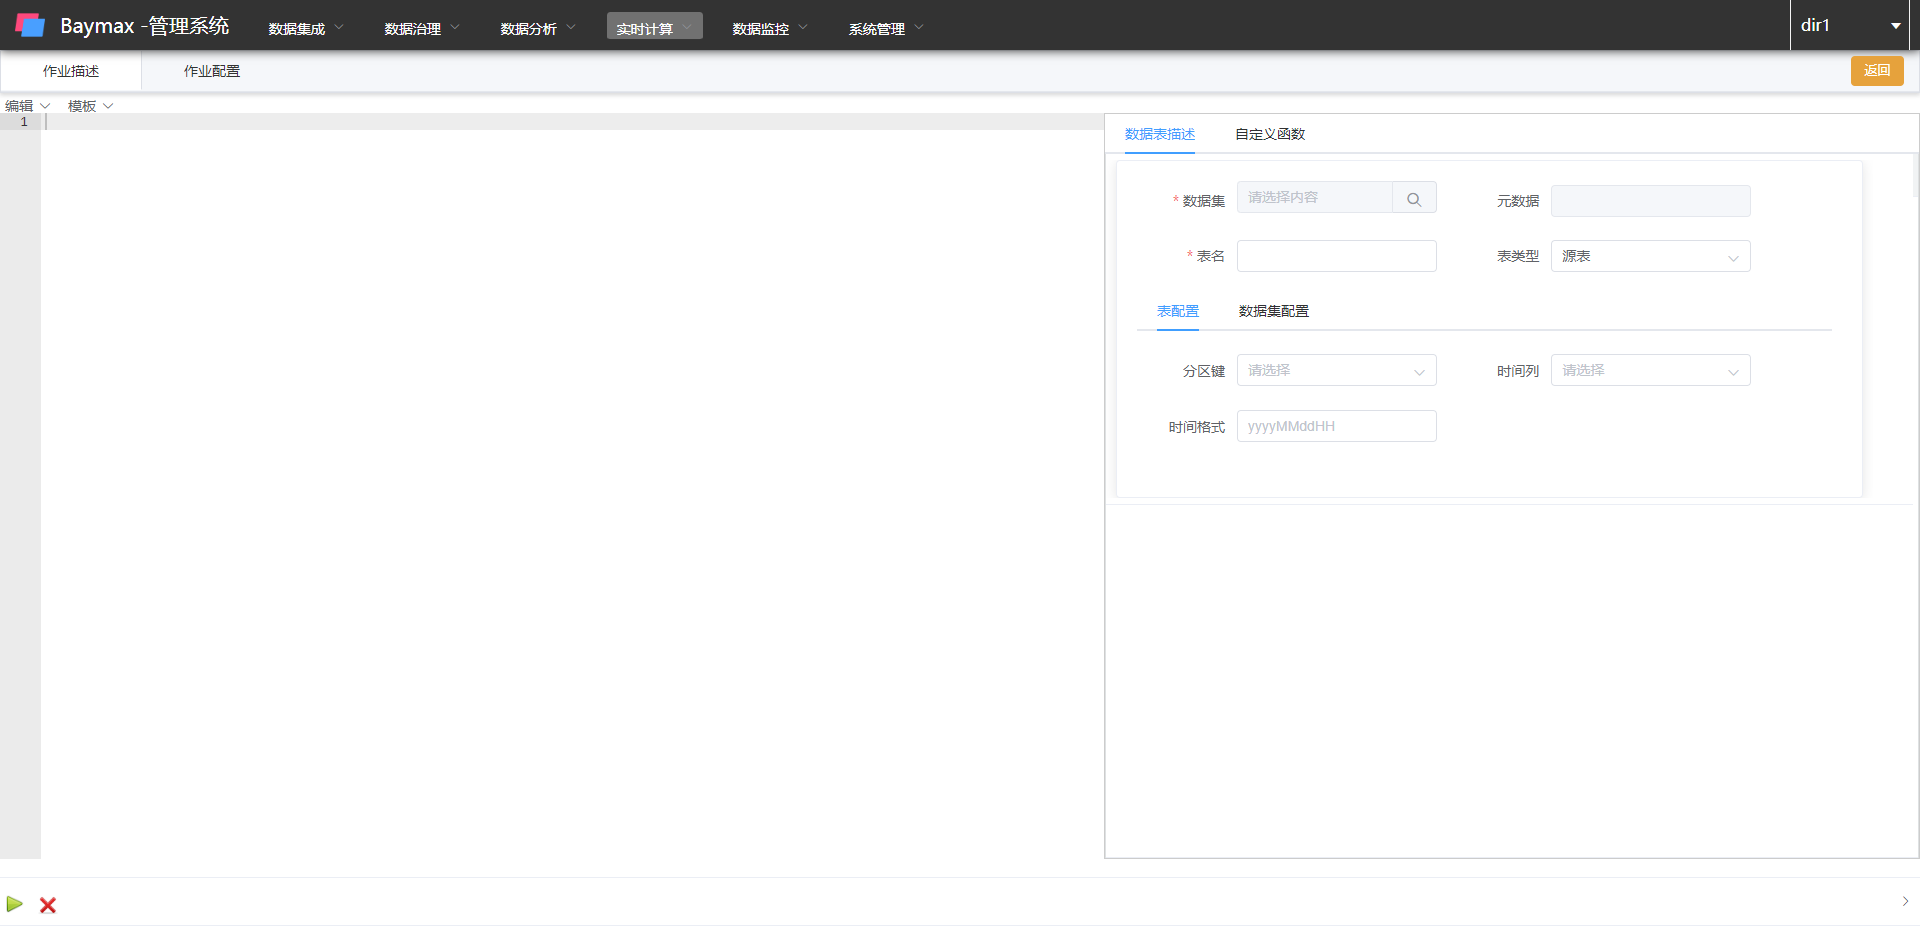 Baymax -管理系统 数据集成 数据治理 数据分析 实时计算 数据监控 系统管理 dir1
作业描述 作业配置 返回
编辑 模板
1
数据表描述 自定义函数
* 数据集 请选择内容 元数据
* 表名 表类型 源表
表配置 数据集配置
分区键 请选择 时间列 请选择
时间格式 yyyyMMddHH